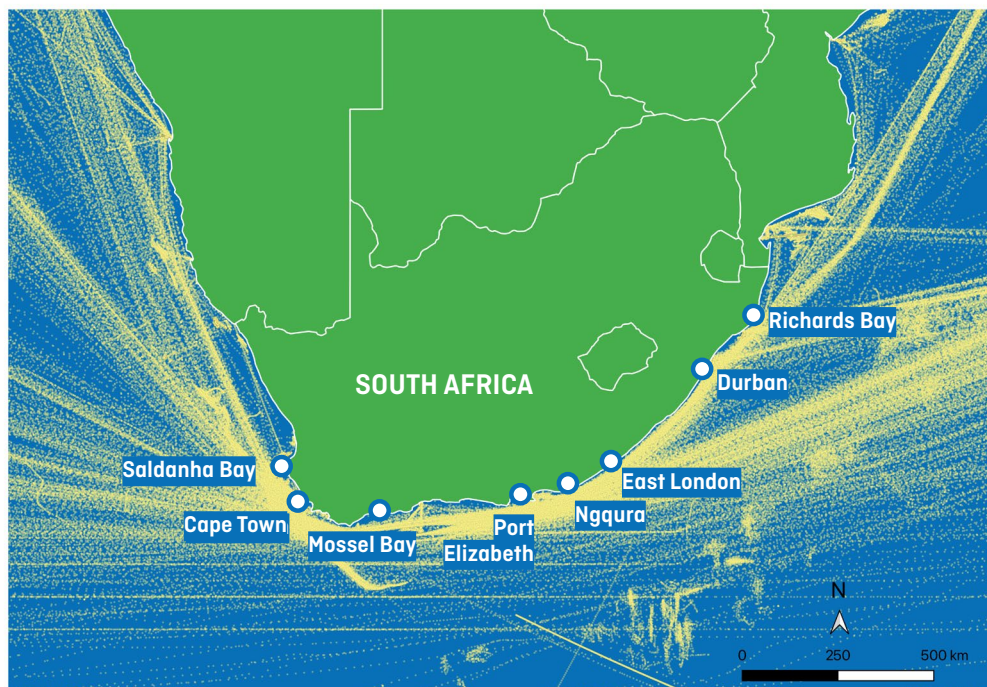 Richards Bay
Durban
SOUTH AFRICA
Saldanha Bay
East London
Cape Town
Ngqura
Port
Elizabeth
Mossel Bay
N
0 250 500 km